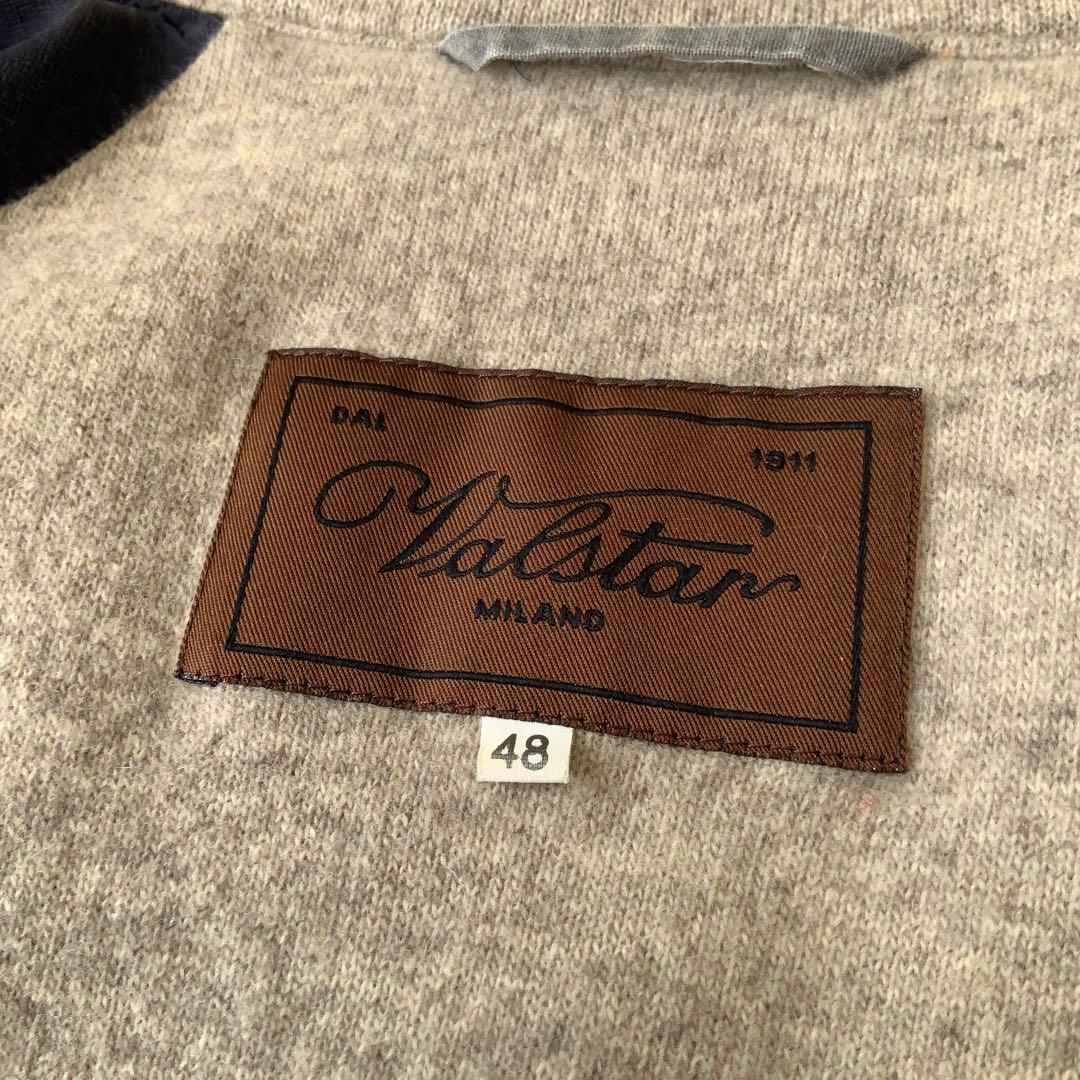 DAL
1911
Valstar
MILANO
48